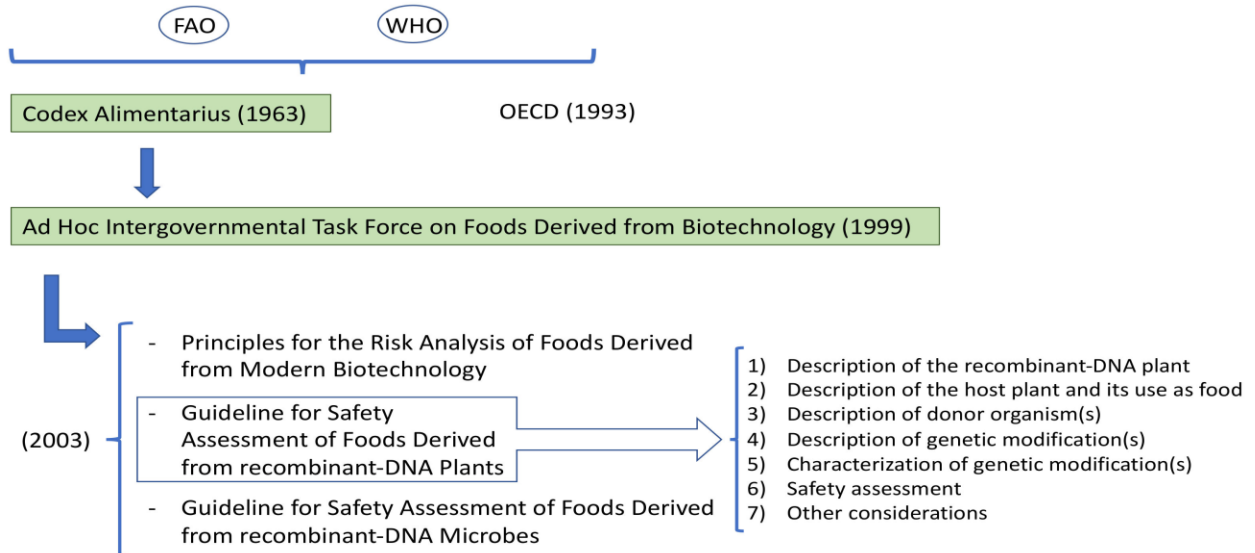 FAO
WHO
Codex Alimentarius (1963)
OECD (1993)
Ad Hoc Intergovernmental Task Force on Foods Derived from Biotechnology (1999)
(2003)
- Principles for the Risk Analysis of Foods Derived
from Modern Biotechnology
- Guideline for Safety
Assessment of Foods Derived
from recombinant-DNA Plants
- Guideline for Safety Assessment of Foods Derived
from recombinant-DNA Microbes
1) Description of the recombinant-DNA plant
2) Description of the host plant and its use as food
3) Description of donor organism(s)
4) Description of genetic modification(s)
5) Characterization of genetic modification(s)
6) Safety assessment
7) Other considerations